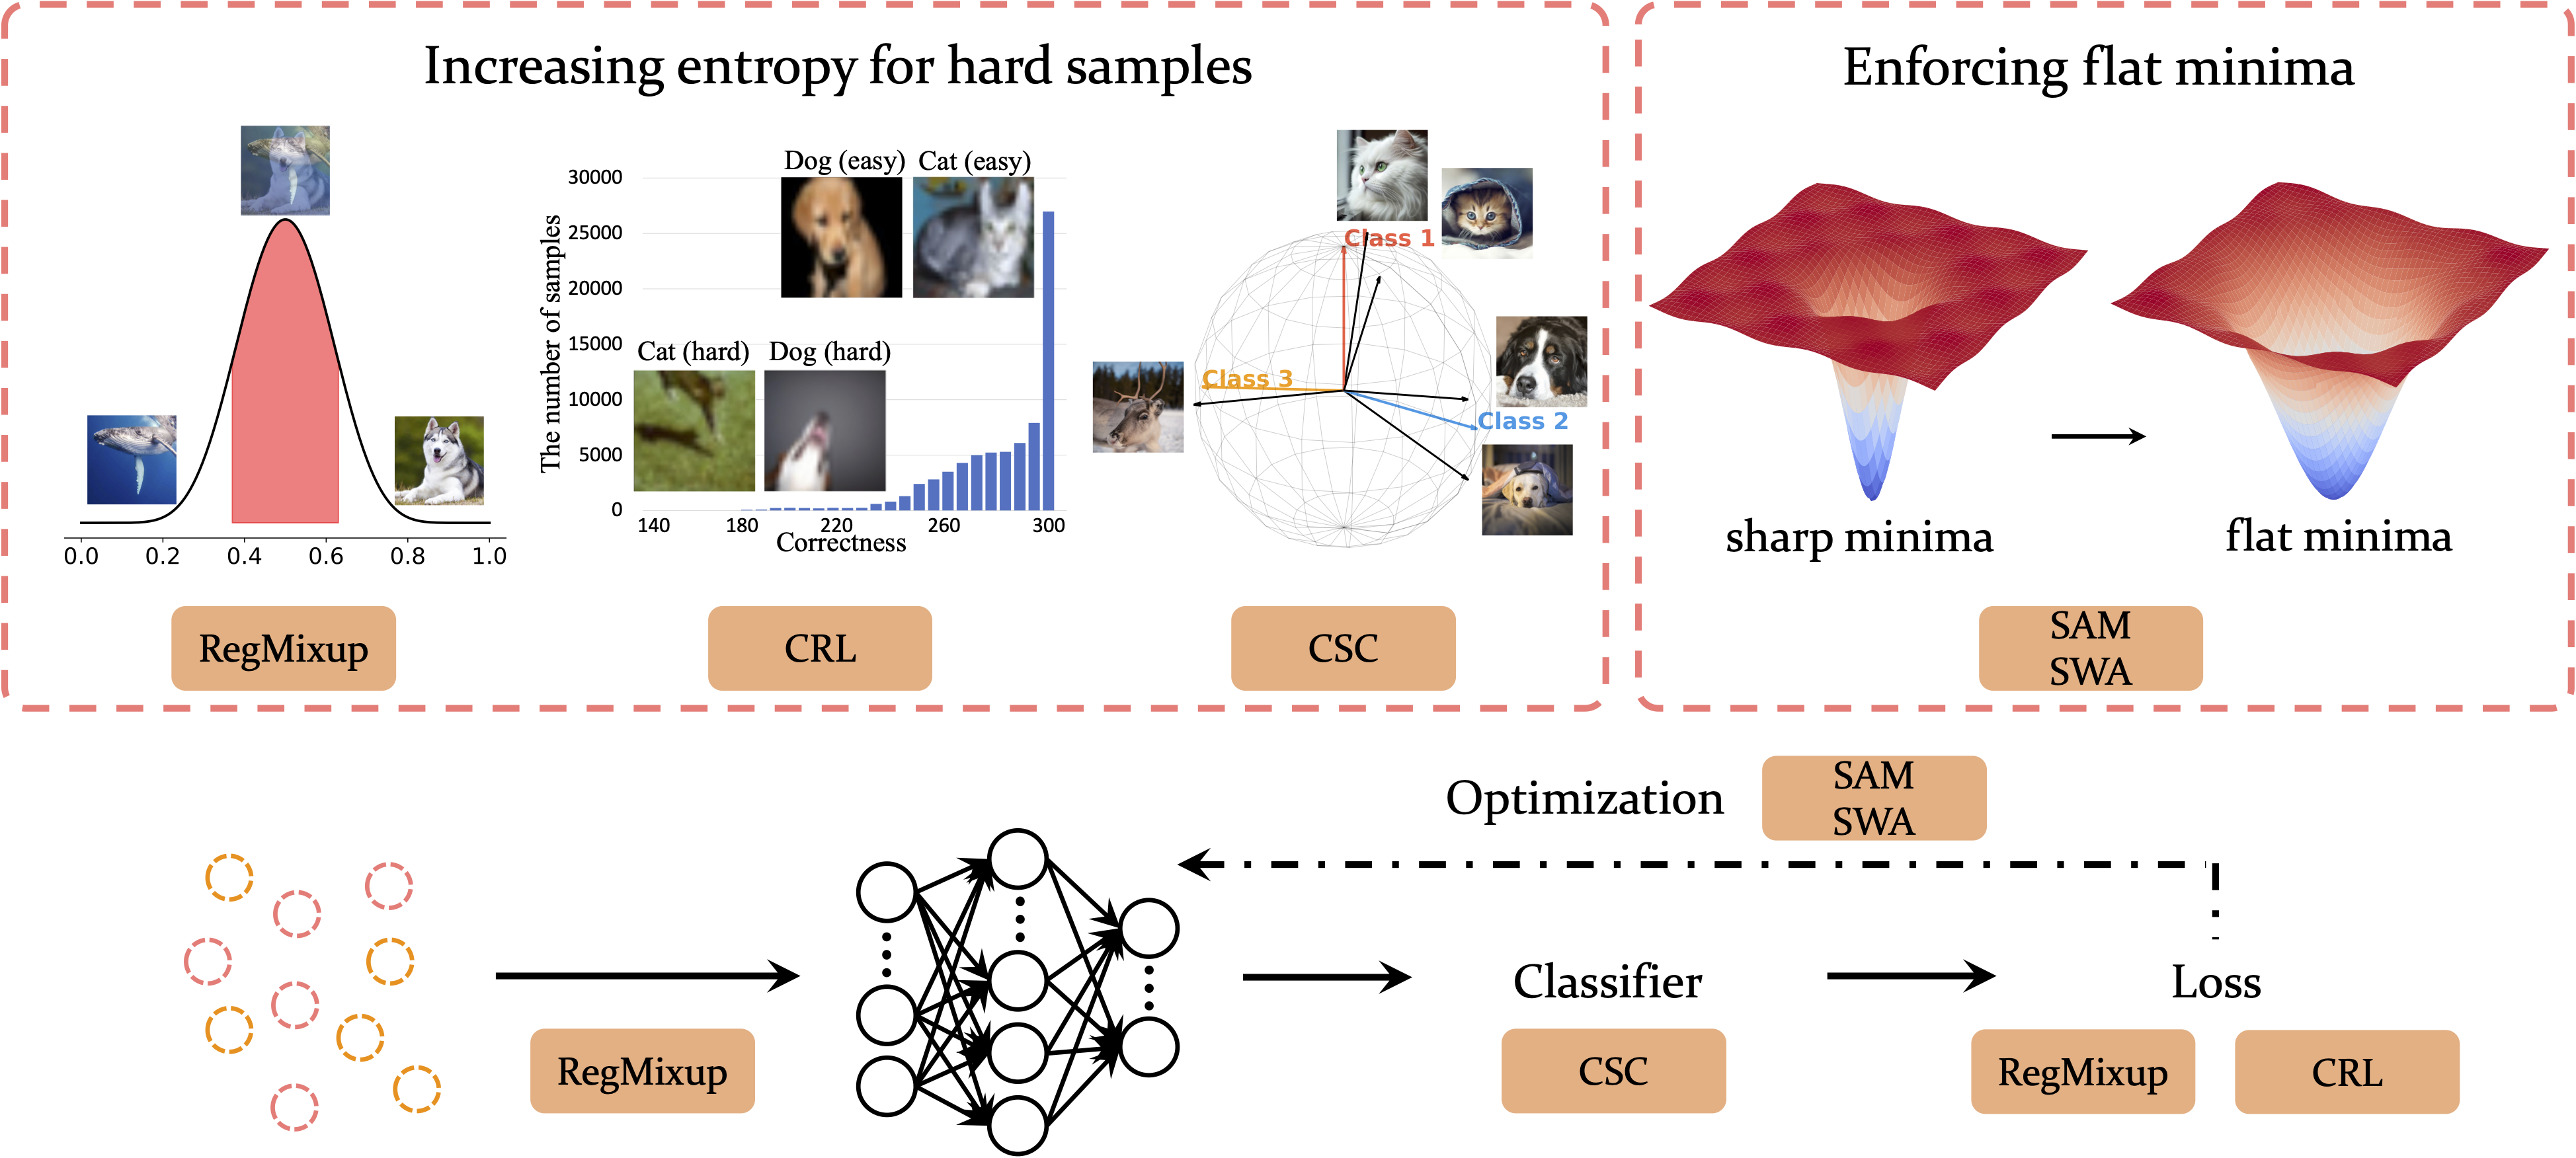 Increasing entropy for hard samples
Enforcing flat minima
0.0 0.2 0.4 0.6 0.8 1.0
RegMixup
The number of samples
30000
25000
20000
15000
10000
5000
0
Dog (easy) Cat (easy)
Cat (hard) Dog (hard)
140 180 220 260 300
Correctness
CRL
Class 1
Class 3
Class 2
CSC
sharp minima
flat minima
SAM
SWA
Optimization
SAM
SWA
RegMixup
Classifier
CSC
Loss
RegMixup
CRL